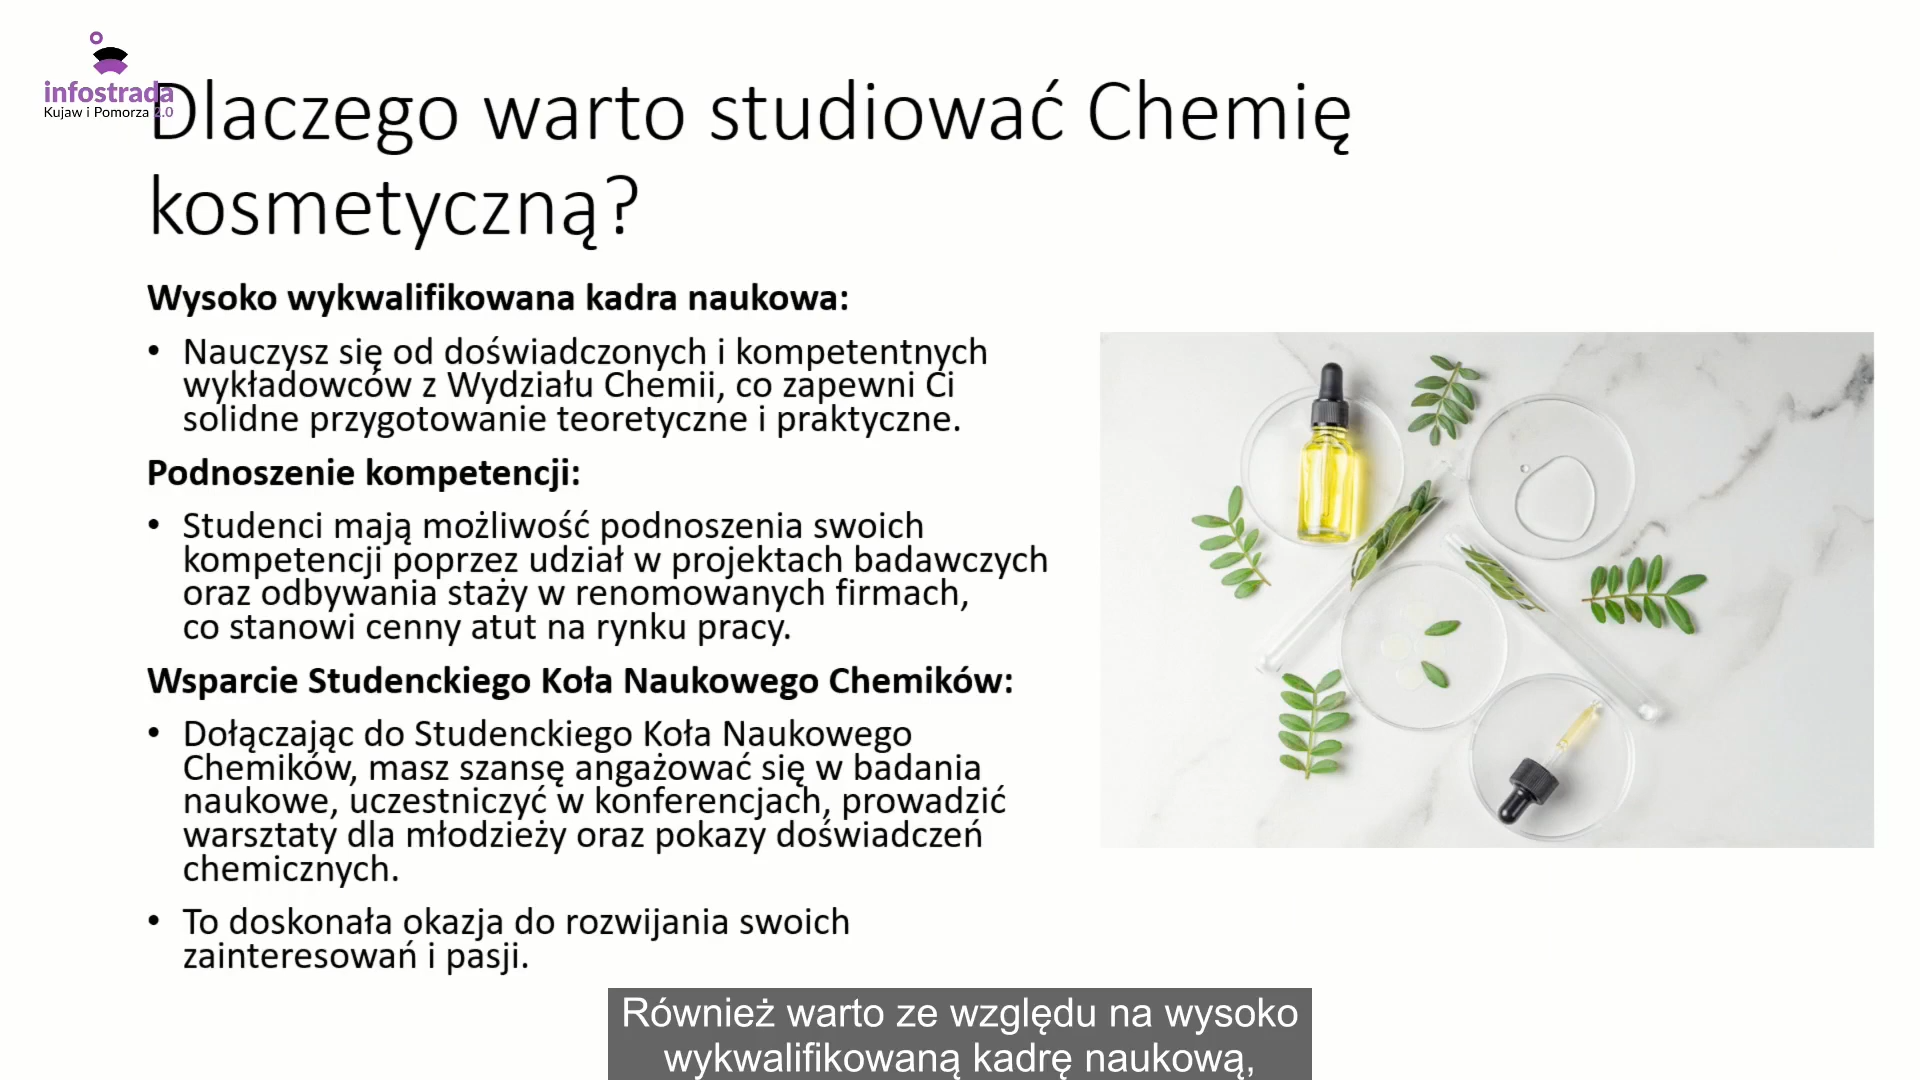 infostrada
Kujaw i Pomorza 2.0
Dlaczego warto studiować Chemię
kosmetyczną?
Wysoko wykwalifikowana kadra naukowa:
• Nauczysz się od doświadczonych i kompetentnych
wykładowców z Wydziału Chemii, co zapewni Ci
solidne przygotowanie teoretyczne i praktyczne.
Podnoszenie kompetencji:
• Studenci mają możliwość podnoszenia swoich
kompetencji poprzez udział w projektach badawczych
oraz odbywania staży w renomowanych firmach,
co stanowi cenny atut na rynku pracy.
Wsparcie Studenckiego Koła Naukowego Chemików:
• Dołączając do Studenckiego Koła Naukowego
Chemików, masz szansę angażować się w badania
naukowe, uczestniczyć w konferencjach, prowadzić
warsztaty dla młodzieży oraz pokazy doświadczeń
chemicznych.
• To doskonała okazja do rozwijania swoich
zainteresowań i pasji.
Również warto ze względu na wysoko
wykwalifikowaną kadrę naukową,